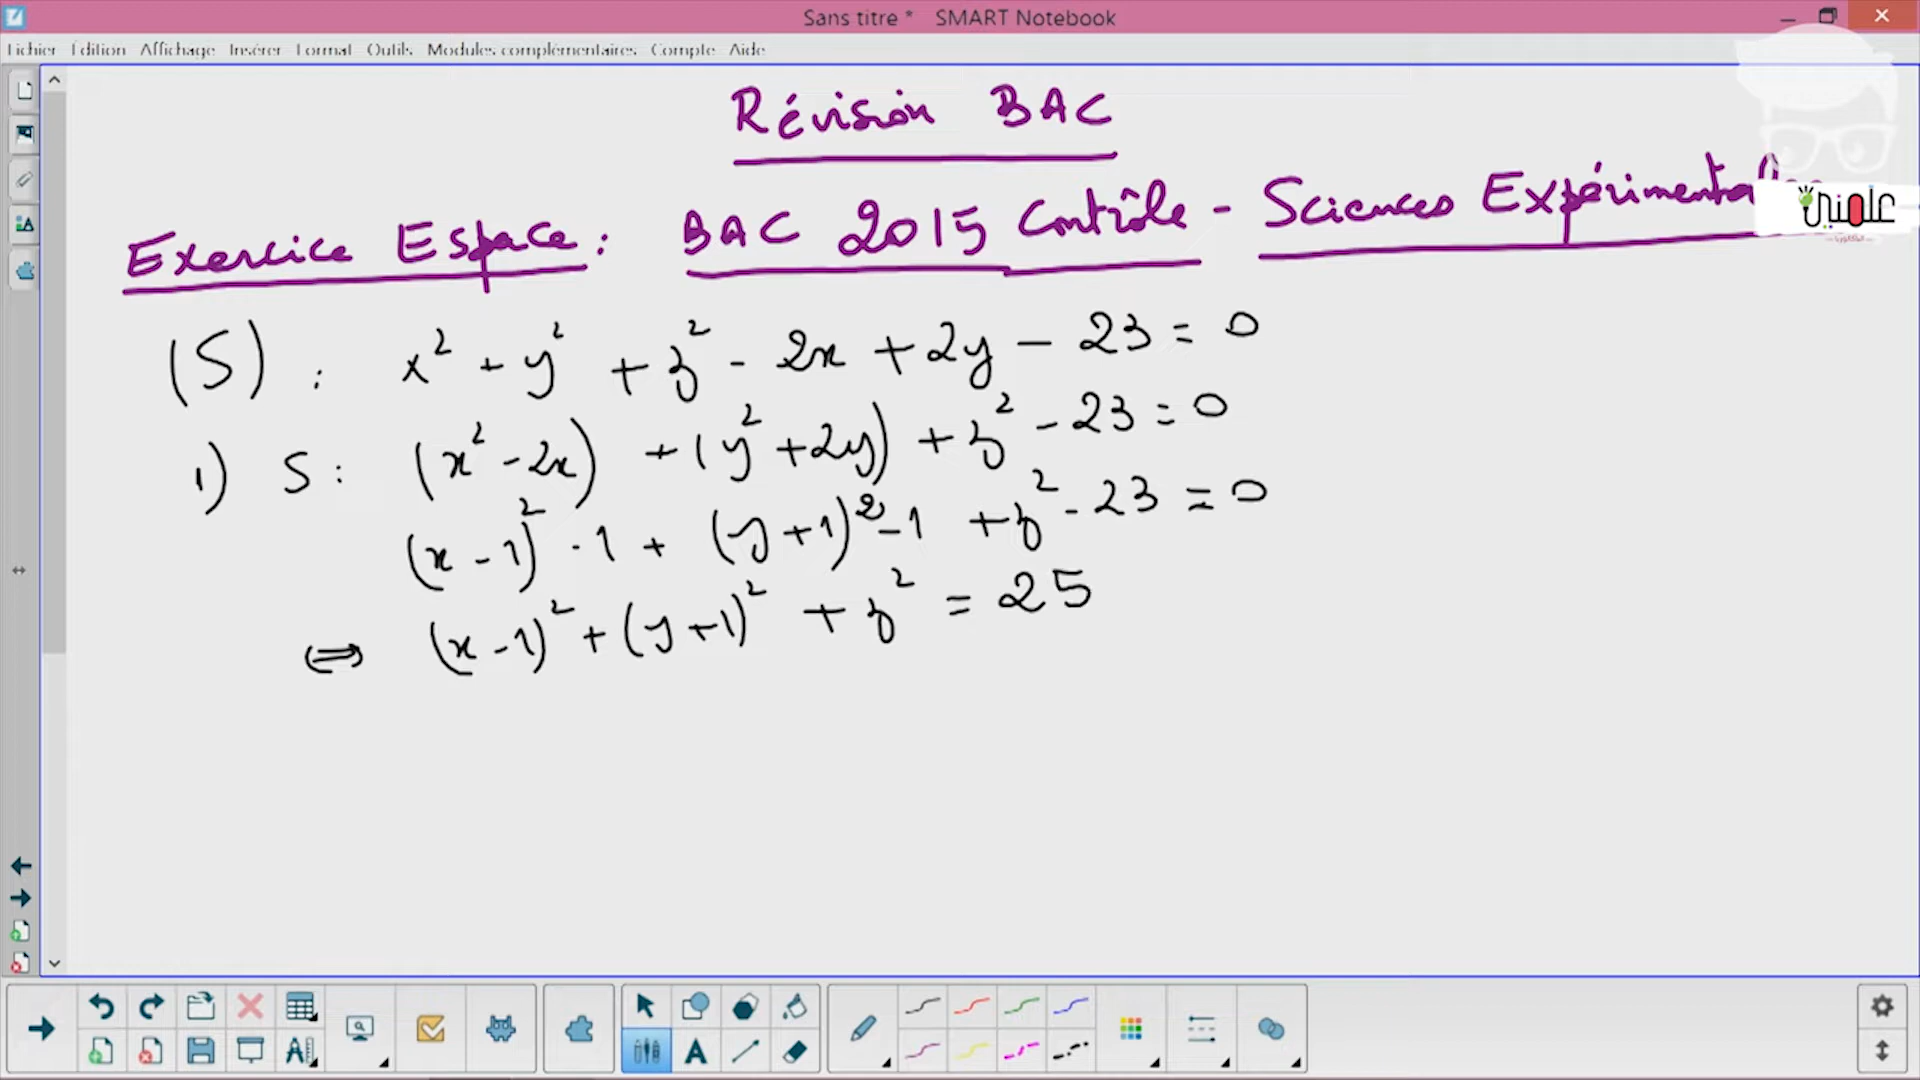 Sans titre * SMART Notebook
Fichier Édition Affichage Insérer Format Outils Modules complémentaires Compte Aide
Révision BAC
Exercice Espace : BAC 2015 Contrôle - Sciences Expérimentales
علمني
(S) : x² + y² + z² - 2x + 2y - 23 = 0
1) S : (x² - 2x) + (y² + 2y) + z² - 23 = 0
(x - 1)² - 1 + (y + 1)² - 1 + z² - 23 = 0
⇔ (x - 1)² + (y + 1)² + z² = 25